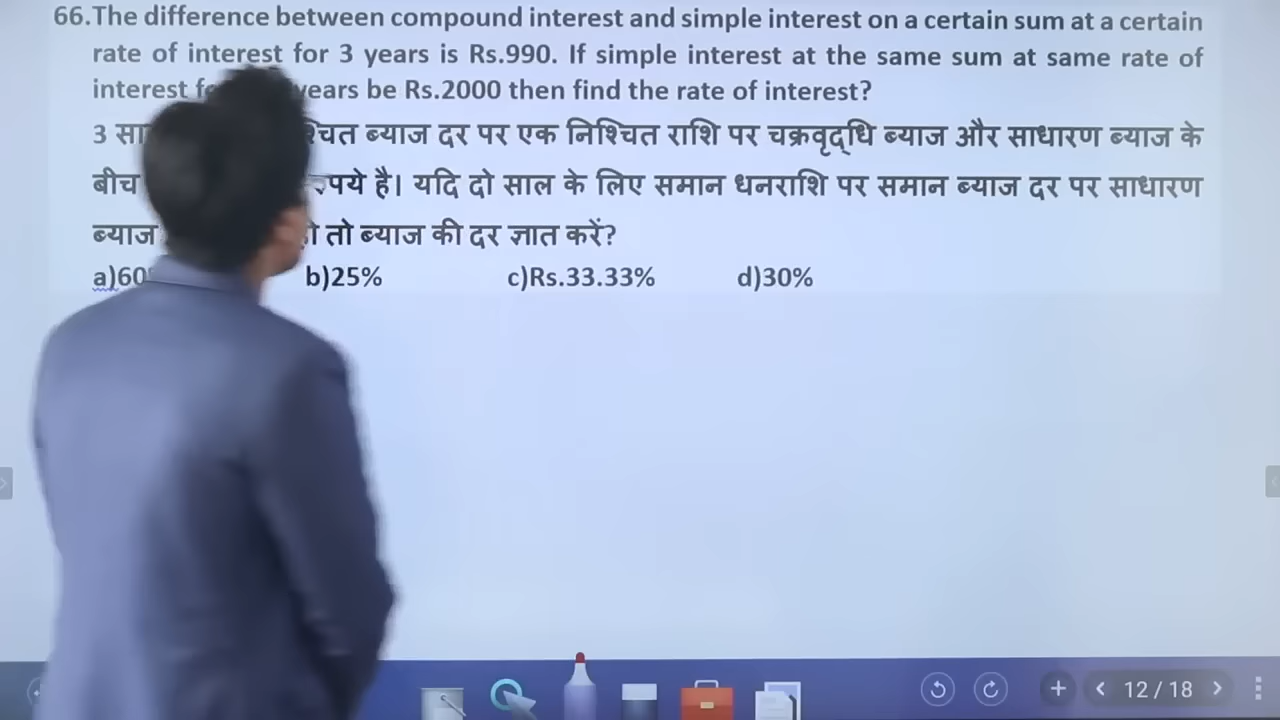 66.The difference between compound interest and simple interest on a certain sum at a certain
rate of interest for 3 years is Rs.990. If simple interest at the same sum at same rate of
interest years be Rs.2000 then find the rate of interest?
3 ब्याज दर पर एक निश्चित राशि पर चक्रवृद्धि ब्याज और साधारण ब्याज के
बीच है। यदि दो साल के लिए समान धनराशि पर समान ब्याज दर पर साधारण
ब्याज तो ब्याज की दर ज्ञात करें?
a)60 b)25% c)Rs.33.33% d)30%
12 / 18